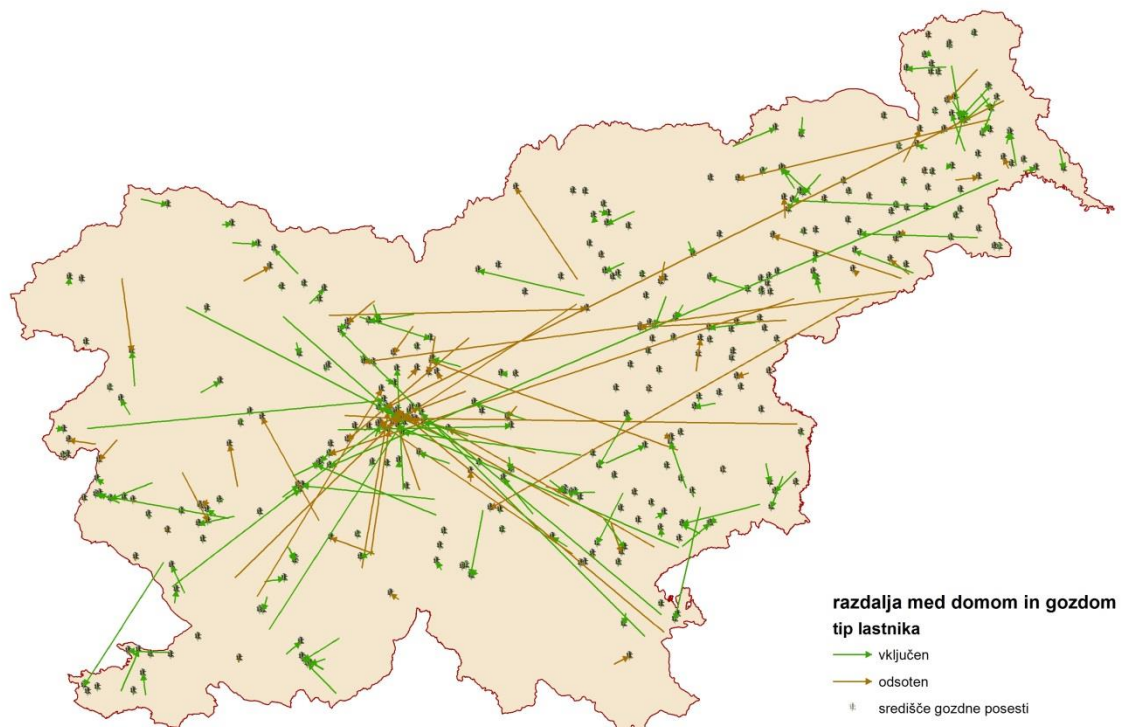 razdalja med domom in gozdom
tip lastnika
vključen
odsoten
središče gozdne posesti